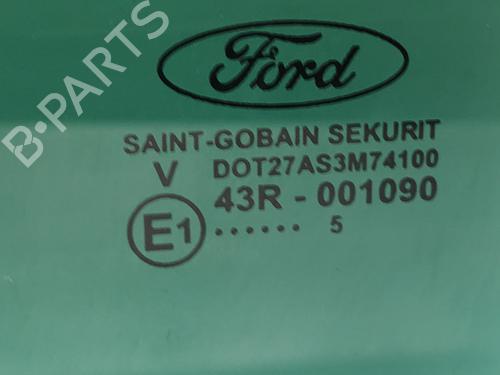 B-PARTS
Ford
SAINT-GOBAIN SEKURIT
V DOT27AS3M74100
43R - 001090
E1 ...... 5